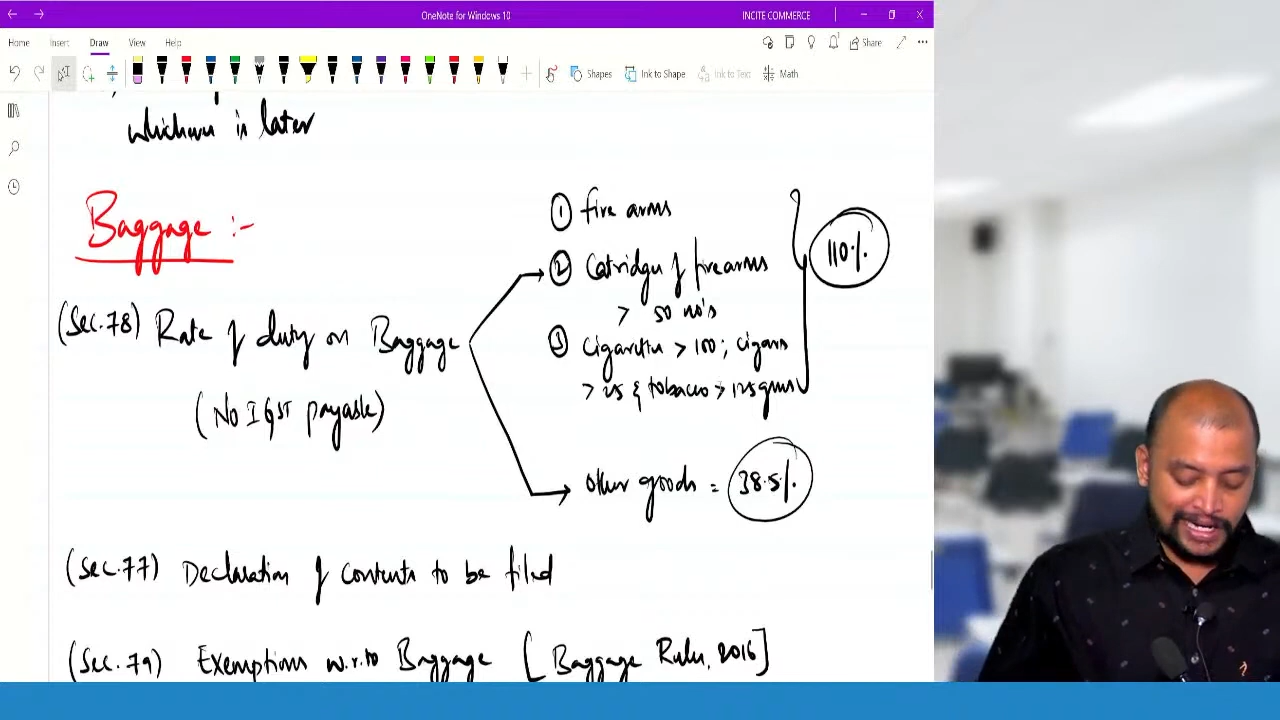 OneNote for Windows 10
INCITE COMMERCE
Home Insert Draw View Help
Share
Shapes Ink to Shape Ink to Text Math
whichever is later
Baggage :-
① fire arms
② Catridges of firearms
> 50 no's
③ Cigarettes > 100; cigars
> 25 & tobacco > 125 gms
110%.
(Sec.78) Rate of duty on Baggage
(No IGST payable)
Other goods = 38.5%.
(Sec.77) Declaration of contents to be filed
(Sec.79) Exemptions w.r.to Baggage [Baggage Rules, 2016]